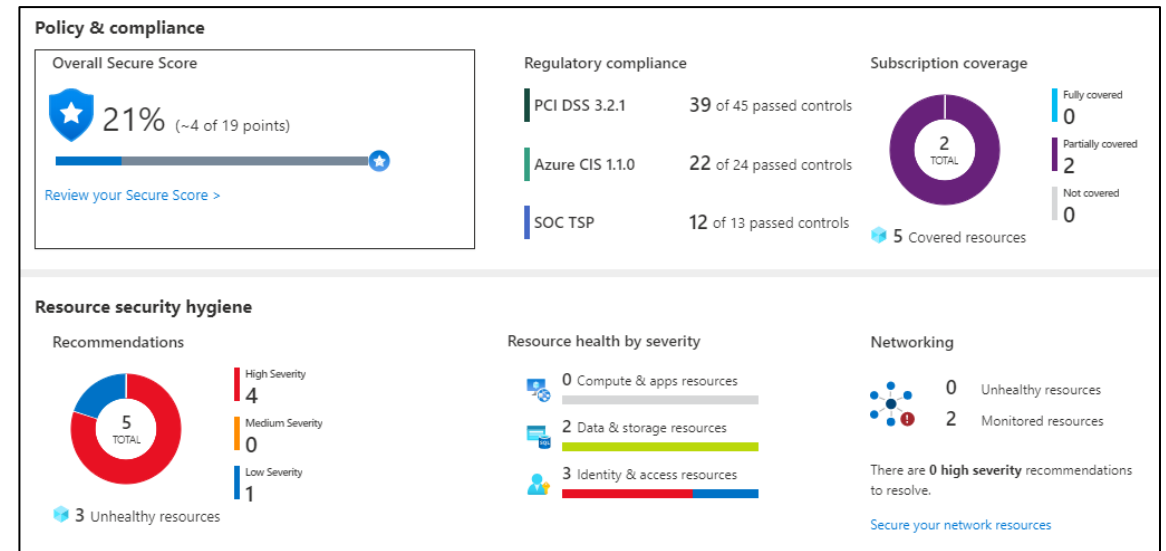 Policy & compliance
Overall Secure Score
21% (~4 of 19 points)
Review your Secure Score >
Regulatory compliance
PCI DSS 3.2.1 39 of 45 passed controls
Azure CIS 1.1.0 22 of 24 passed controls
SOC TSP 12 of 13 passed controls
Subscription coverage
2
TOTAL
Fully covered
0
Partially covered
2
Not covered
0
5 Covered resources
Resource security hygiene
Recommendations
5
TOTAL
High Severity
4
Medium Severity
0
Low Severity
1
3 Unhealthy resources
Resource health by severity
0 Compute & apps resources
2 Data & storage resources
SQL
3 Identity & access resources
Networking
0 Unhealthy resources
2 Monitored resources
There are 0 high severity recommendations
to resolve.
Secure your network resources